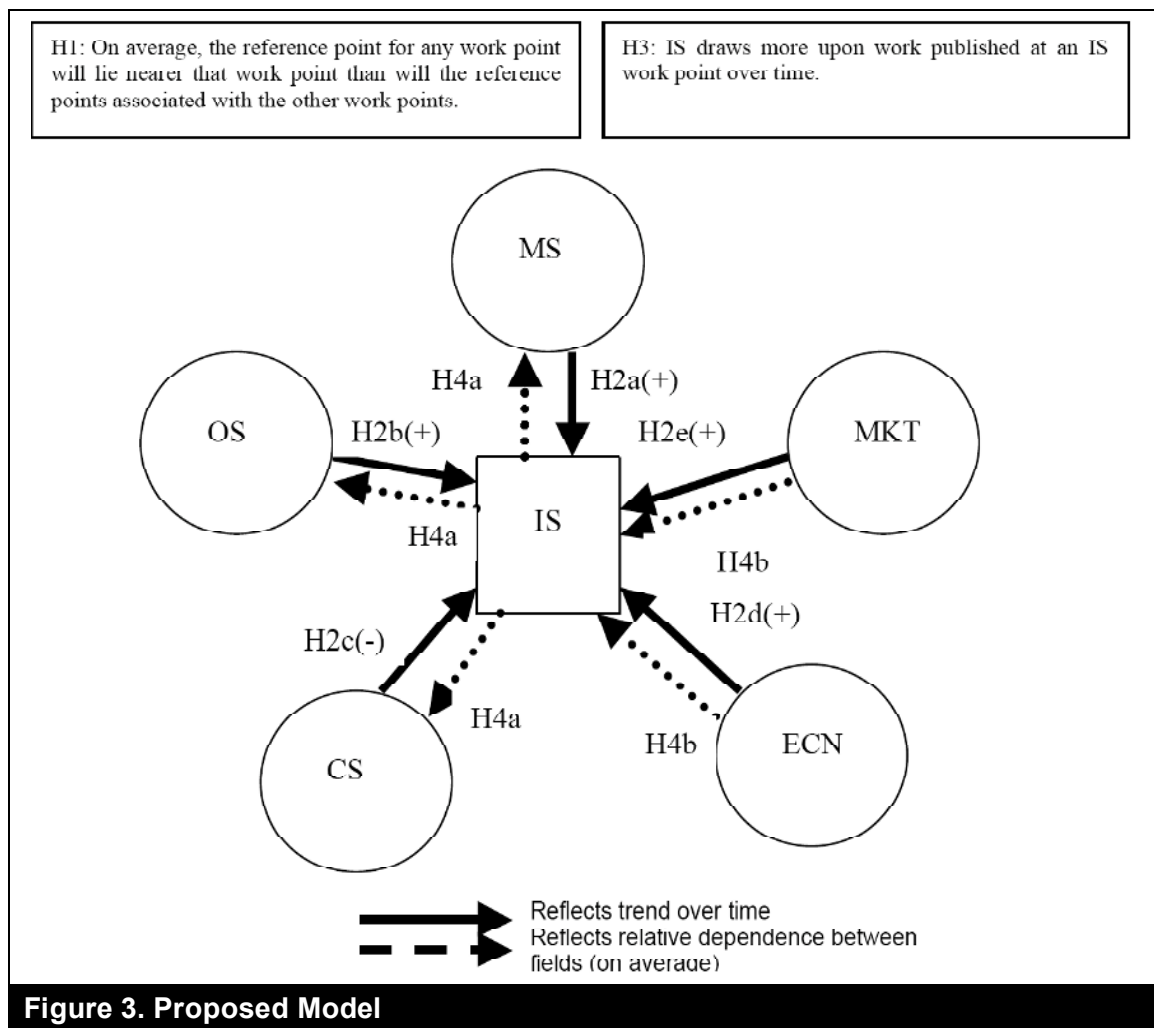 H1: On average, the reference point for any work point
will lie nearer that work point than will the reference
points associated with the other work points.
H3: IS draws more upon work published at an IS
work point over time.
MS
H4a
H2a(+)
OS
H2b(+)
H2e(+)
MKT
IS
H4a
H4b
H2d(+)
H2c(-)
H4a
H4b
ECN
CS
Reflects trend over time
Reflects relative dependence between
fields (on average)
Figure 3. Proposed Model